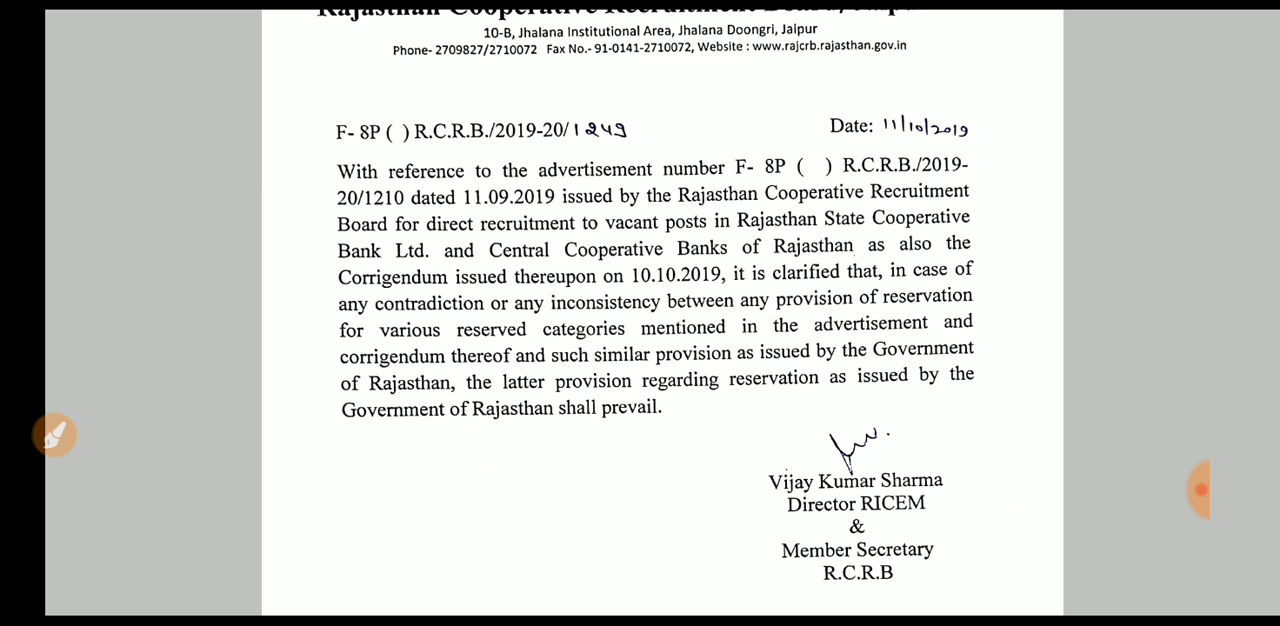 Rajasthan Cooperative Recruitment Board, Jaipur
10-B, Jhalana Institutional Area, Jhalana Doongri, Jaipur
Phone- 2709827/2710072 Fax No.- 91-0141-2710072, Website : www.rajcrb.rajasthan.gov.in
F- 8P ( ) R.C.R.B./2019-20/1249 Date: 11/10/2019
With reference to the advertisement number F- 8P ( ) R.C.R.B./2019-
20/1210 dated 11.09.2019 issued by the Rajasthan Cooperative Recruitment
Board for direct recruitment to vacant posts in Rajasthan State Cooperative
Bank Ltd. and Central Cooperative Banks of Rajasthan as also the
Corrigendum issued thereupon on 10.10.2019, it is clarified that, in case of
any contradiction or any inconsistency between any provision of reservation
for various reserved categories mentioned in the advertisement and
corrigendum thereof and such similar provision as issued by the Government
of Rajasthan, the latter provision regarding reservation as issued by the
Government of Rajasthan shall prevail.
Vijay Kumar Sharma
Director RICEM
&
Member Secretary
R.C.R.B